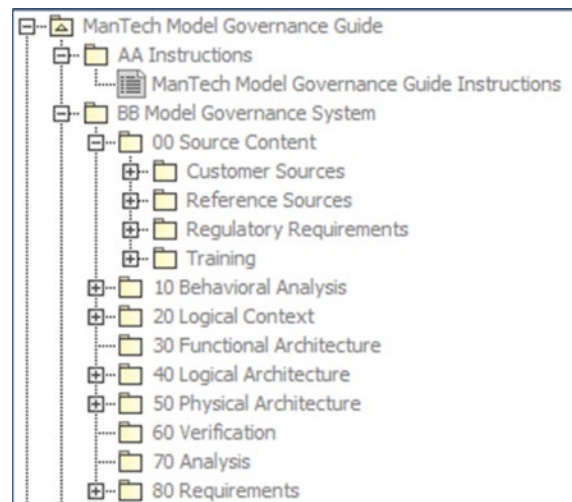 ManTech Model Governance Guide
AA Instructions
ManTech Model Governance Guide Instructions
BB Model Governance System
00 Source Content
Customer Sources
Reference Sources
Regulatory Requirements
Training
10 Behavioral Analysis
20 Logical Context
30 Functional Architecture
40 Logical Architecture
50 Physical Architecture
60 Verification
70 Analysis
80 Requirements